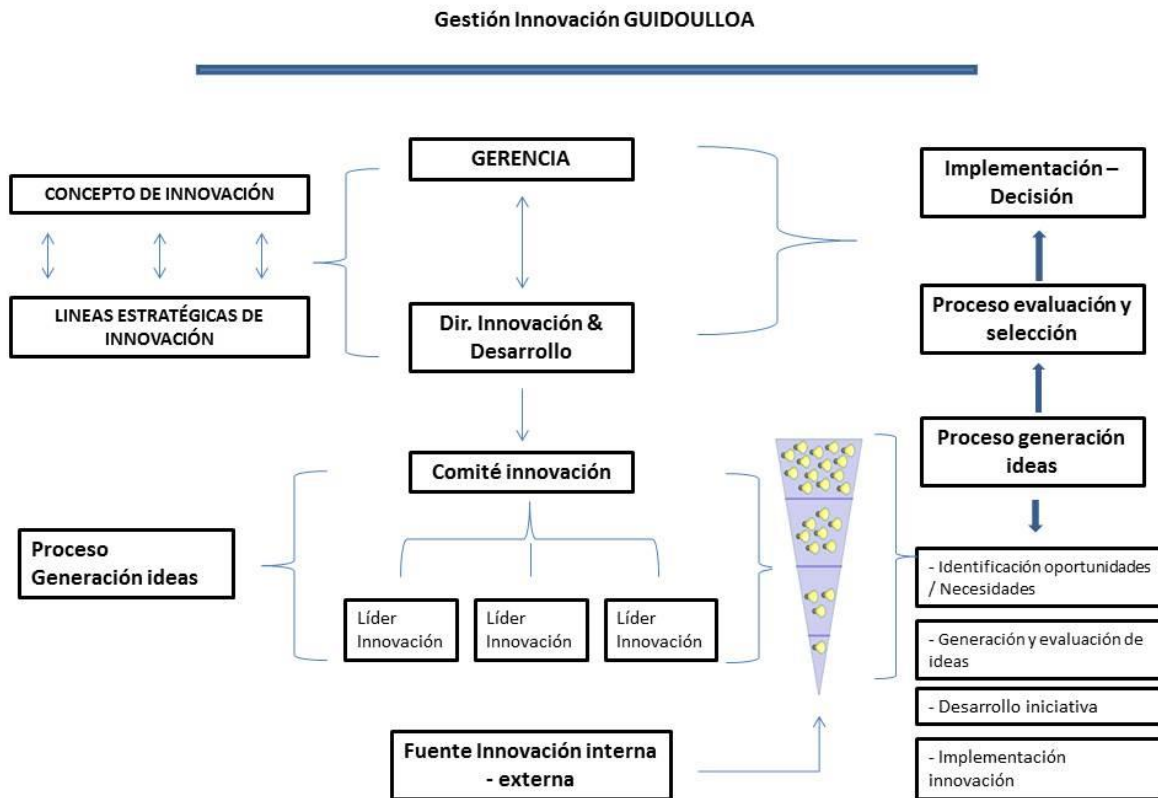 Gestión Innovación GUIDOULLOA
GERENCIA
CONCEPTO DE INNOVACIÓN
LINEAS ESTRATÉGICAS DE
INNOVACIÓN
Dir. Innovación &
Desarrollo
Comité innovación
Proceso
Generación ideas
Líder
Innovación
Líder
Innovación
Líder
Innovación
Fuente Innovación interna
- externa
Implementación –
Decisión
Proceso evaluación y
selección
Proceso generación
ideas
- Identificación oportunidades
/ Necesidades
- Generación y evaluación de
ideas
- Desarrollo iniciativa
- Implementación
innovación